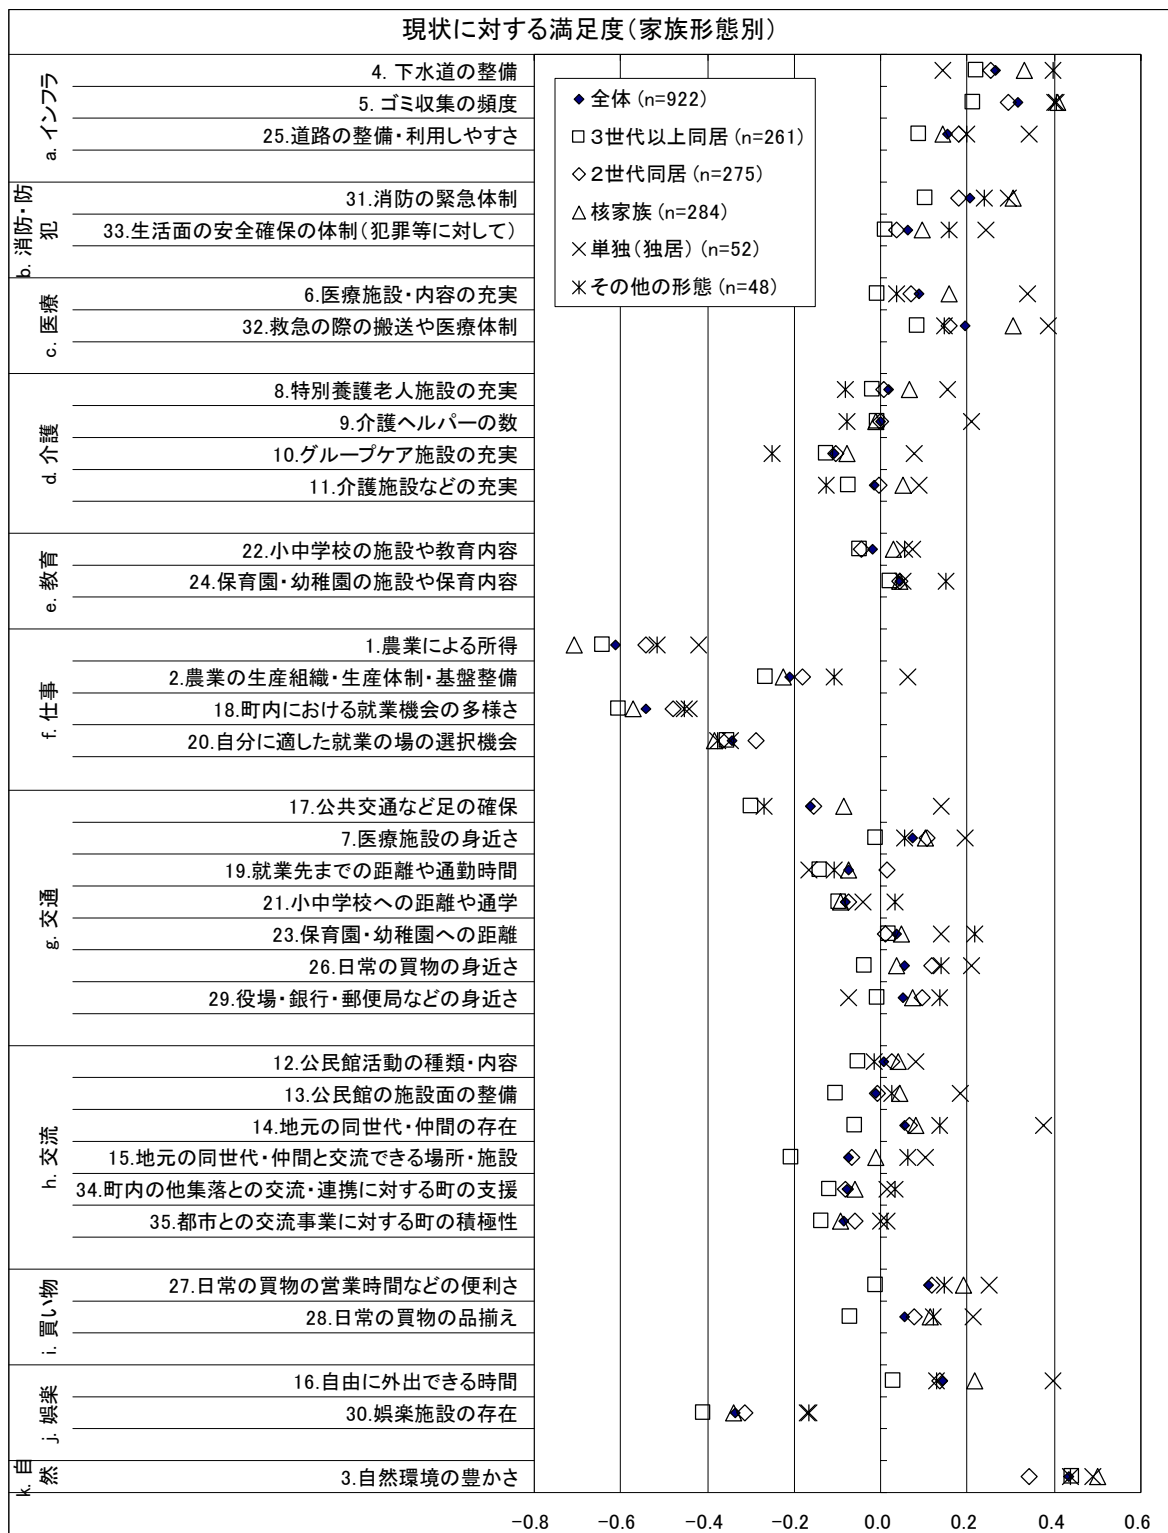 現状に対する満足度(家族形態別)
a. インフラ
4. 下水道の整備
5. ゴミ収集の頻度
25.道路の整備・利用しやすさ
b. 消防・防犯
31.消防の緊急体制
33.生活面の安全確保の体制(犯罪等に対して)
c. 医療
6.医療施設・内容の充実
32.救急の際の搬送や医療体制
d. 介護
8.特別養護老人施設の充実
9.介護ヘルパーの数
10.グループケア施設の充実
11.介護施設などの充実
e. 教育
22.小中学校の施設や教育内容
24.保育園・幼稚園の施設や保育内容
f. 仕事
1.農業による所得
2.農業の生産組織・生産体制・基盤整備
18.町内における就業機会の多様さ
20.自分に適した就業の場の選択機会
g. 交通
17.公共交通など足の確保
7.医療施設の身近さ
19.就業先までの距離や通勤時間
21.小中学校への距離や通学
23.保育園・幼稚園への距離
26.日常の買物の身近さ
29.役場・銀行・郵便局などの身近さ
h. 交流
12.公民館活動の種類・内容
13.公民館の施設面の整備
14.地元の同世代・仲間の存在
15.地元の同世代・仲間と交流できる場所・施設
34.町内の他集落との交流・連携に対する町の支援
35.都市との交流事業に対する町の積極性
i. 買い物
27.日常の買物の営業時間などの便利さ
28.日常の買物の品揃え
j. 娯楽
16.自由に外出できる時間
30.娯楽施設の存在
k. 自然
3.自然環境の豊かさ
全体 (n=922)
3世代以上同居 (n=261)
2世代同居 (n=275)
核家族 (n=284)
単独(独居) (n=52)
その他の形態 (n=48)
-0.8 -0.6 -0.4 -0.2 0.0 0.2 0.4 0.6